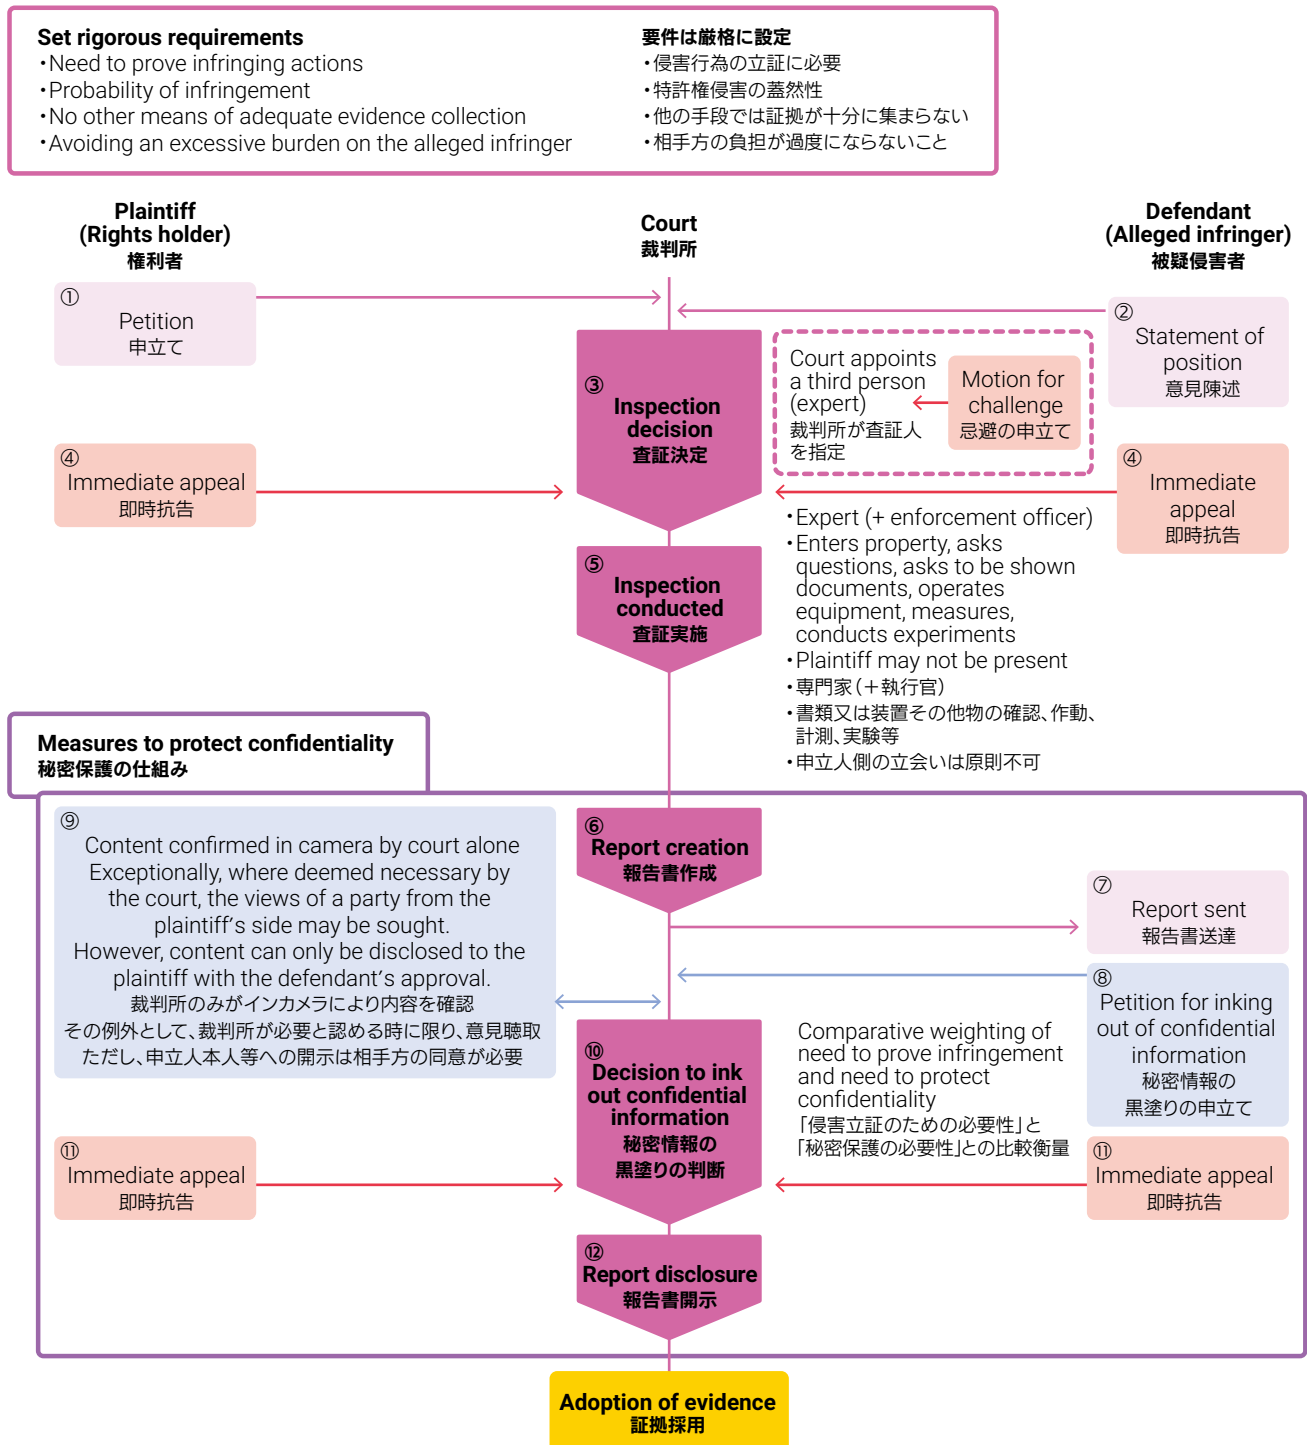 Set rigorous requirements
・Need to prove infringing actions
・Probability of infringement
・No other means of adequate evidence collection
・Avoiding an excessive burden on the alleged infringer
要件は厳格に設定
・侵害行為の立証に必要
・特許権侵害の蓋然性
・他の手段では証拠が十分に集まらない
・相手方の負担が過度にならないこと
Plaintiff
(Rights holder)
権利者
Court
裁判所
Defendant
(Alleged infringer)
被疑侵害者
①
Petition
申立て
②
Statement of
position
意見陳述
③
Inspection
decision
査証決定
Court appoints
a third person
(expert)
裁判所が査証人
を指定
Motion for
challenge
忌避の申立て
④
Immediate appeal
即時抗告
④
Immediate
appeal
即時抗告
⑤
Inspection
conducted
査証実施
・Expert (+ enforcement officer)
・Enters property, asks
questions, asks to be shown
documents, operates
equipment, measures,
conducts experiments
・Plaintiff may not be present
・専門家（＋執行官）
・書類又は装置その他物の確認、作動、
計測、実験等
・申立人側の立会いは原則不可
Measures to protect confidentiality
秘密保護の仕組み
⑥
Report creation
報告書作成
⑦
Report sent
報告書送達
⑧
Petition for inking
out of confidential
information
秘密情報の
黒塗りの申立て
⑨
Content confirmed in camera by court alone
Exceptionally, where deemed necessary by
the court, the views of a party from the
plaintiff's side may be sought.
However, content can only be disclosed to the
plaintiff with the defendant's approval.
裁判所のみがインカメラにより内容を確認
その例外として、裁判所が必要と認める時に限り、意見聴取
ただし、申立人本人等への開示は相手方の同意が必要
⑩
Decision to ink
out confidential
information
秘密情報の
黒塗りの判断
Comparative weighting of
need to prove infringement
and need to protect
confidentiality
「侵害立証のための必要性」と
「秘密保護の必要性」との比較衡量
⑪
Immediate appeal
即時抗告
⑪
Immediate appeal
即時抗告
⑫
Report disclosure
報告書開示
Adoption of evidence
証拠採用